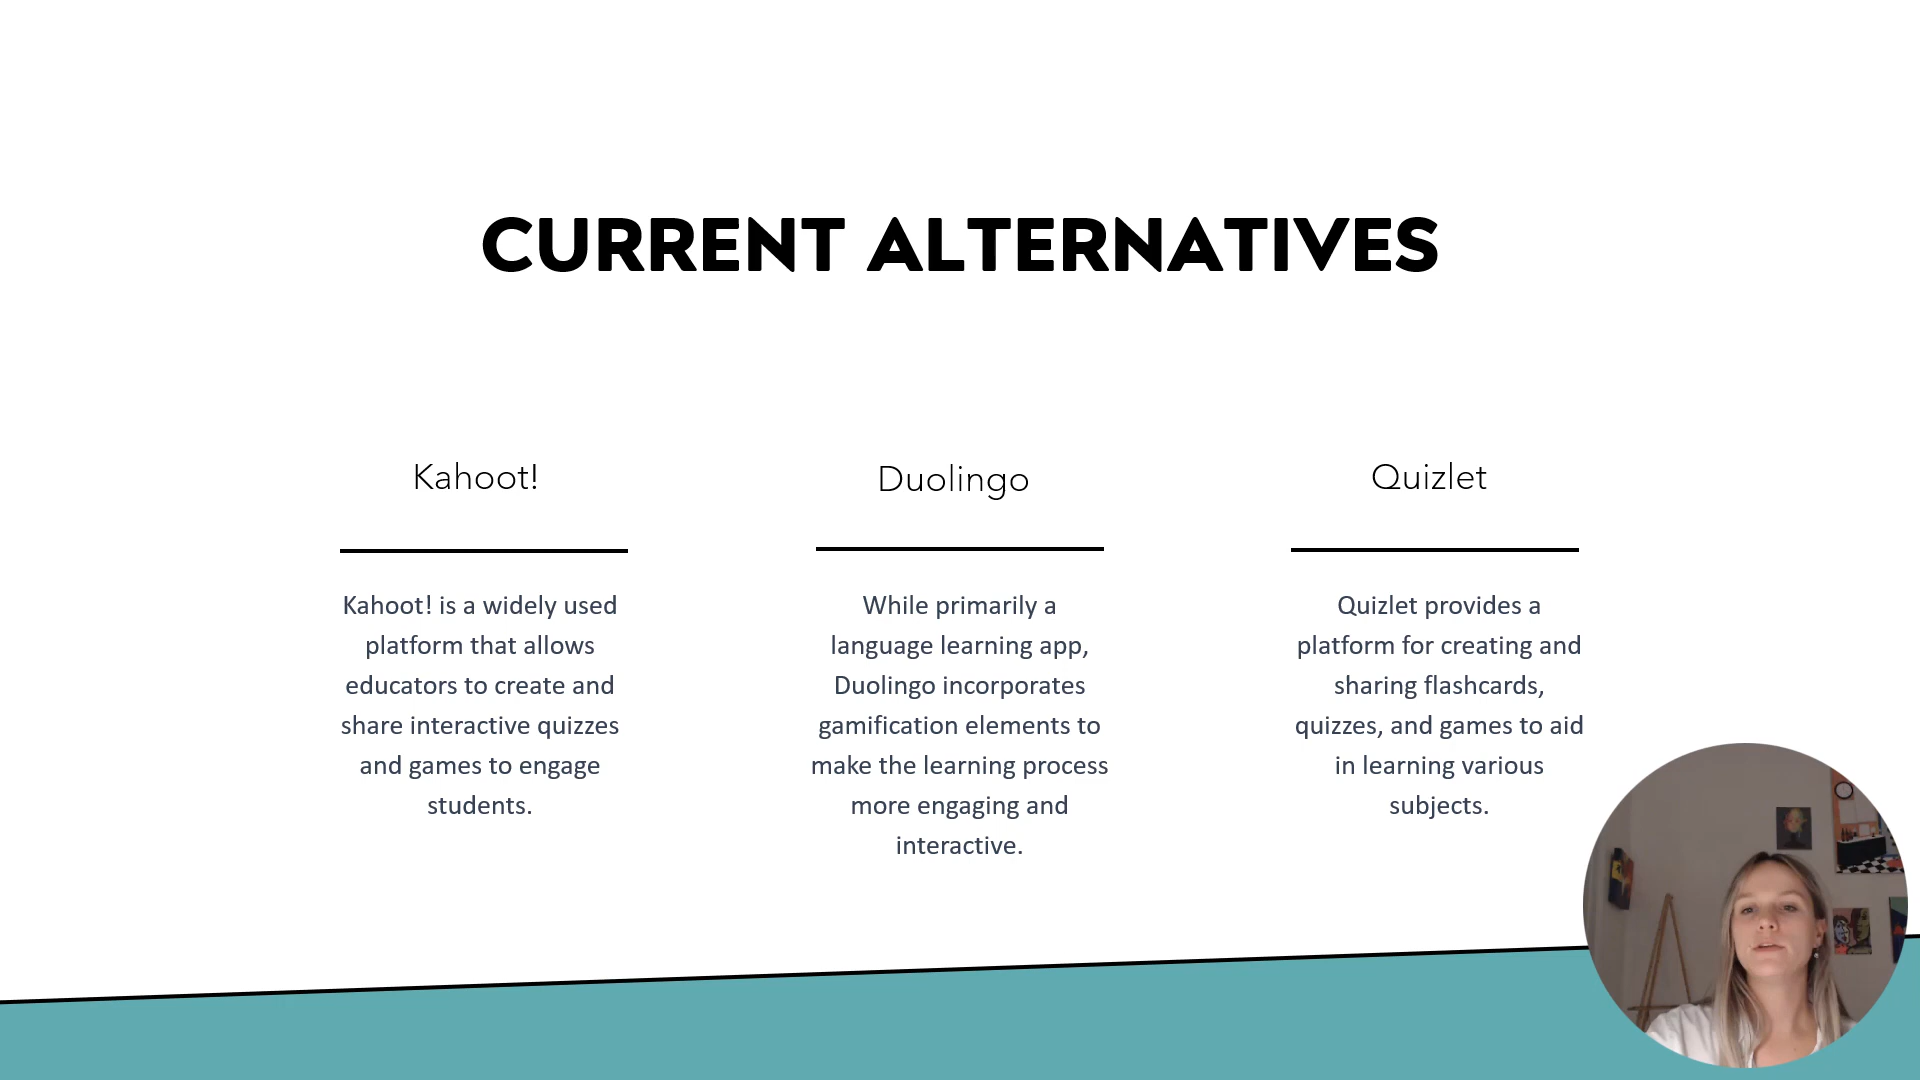 CURRENT ALTERNATIVES
Kahoot!
Kahoot! is a widely used
platform that allows
educators to create and
share interactive quizzes
and games to engage
students.
Duolingo
While primarily a
language learning app,
Duolingo incorporates
gamification elements to
make the learning process
more engaging and
interactive.
Quizlet
Quizlet provides a
platform for creating and
sharing flashcards,
quizzes, and games to aid
in learning various
subjects.